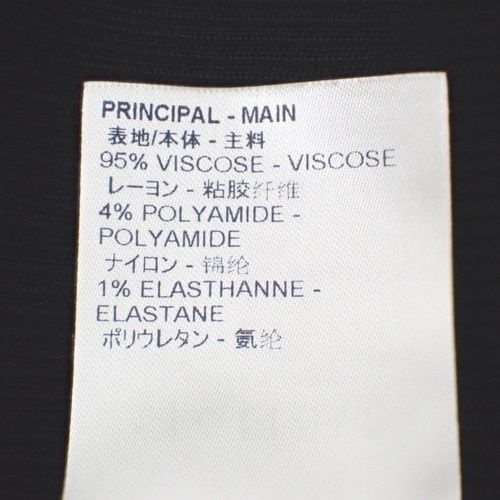 PRINCIPAL - MAIN
表地/本体 - 主料
95% VISCOSE - VISCOSE
レーヨン - 粘胶纤维
4% POLYAMIDE -
POLYAMIDE
ナイロン - 锦纶
1% ELASTHANNE -
ELASTANE
ポリウレタン - 氨纶